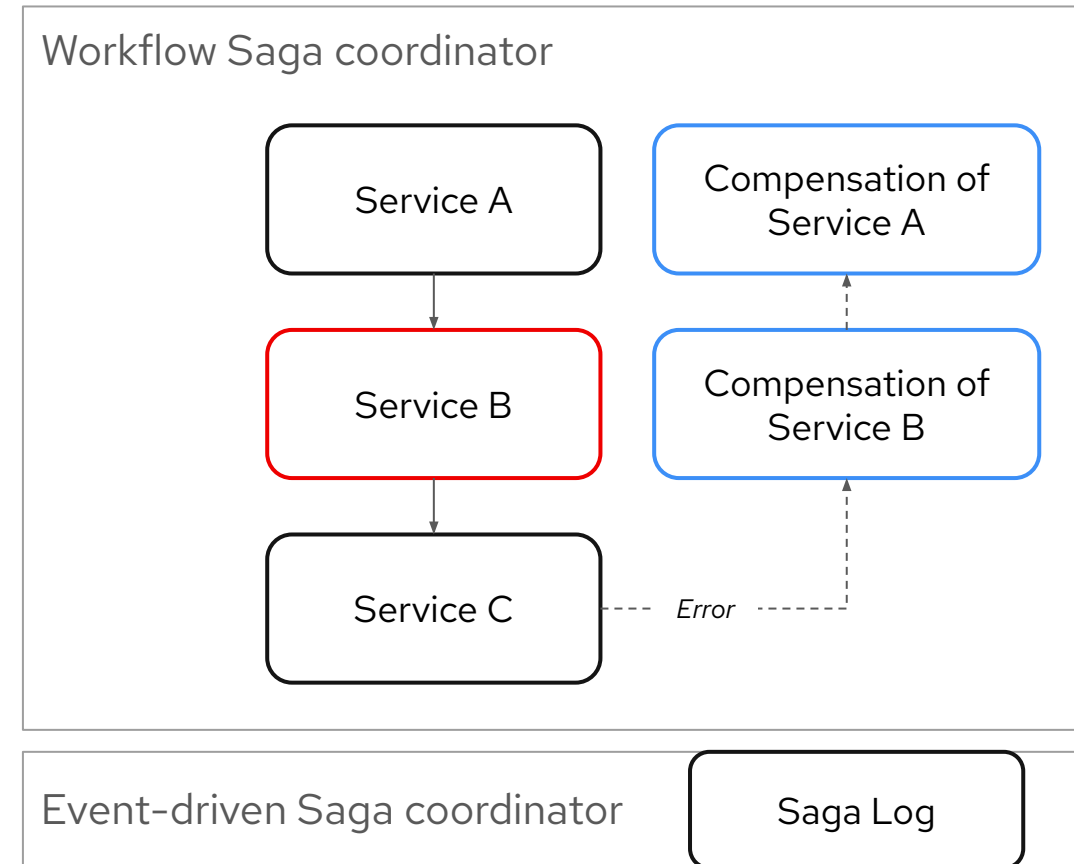 Workflow Saga coordinator
Service A
Compensation of
Service A
Service B
Compensation of
Service B
Service C
Error
Event-driven Saga coordinator
Saga Log